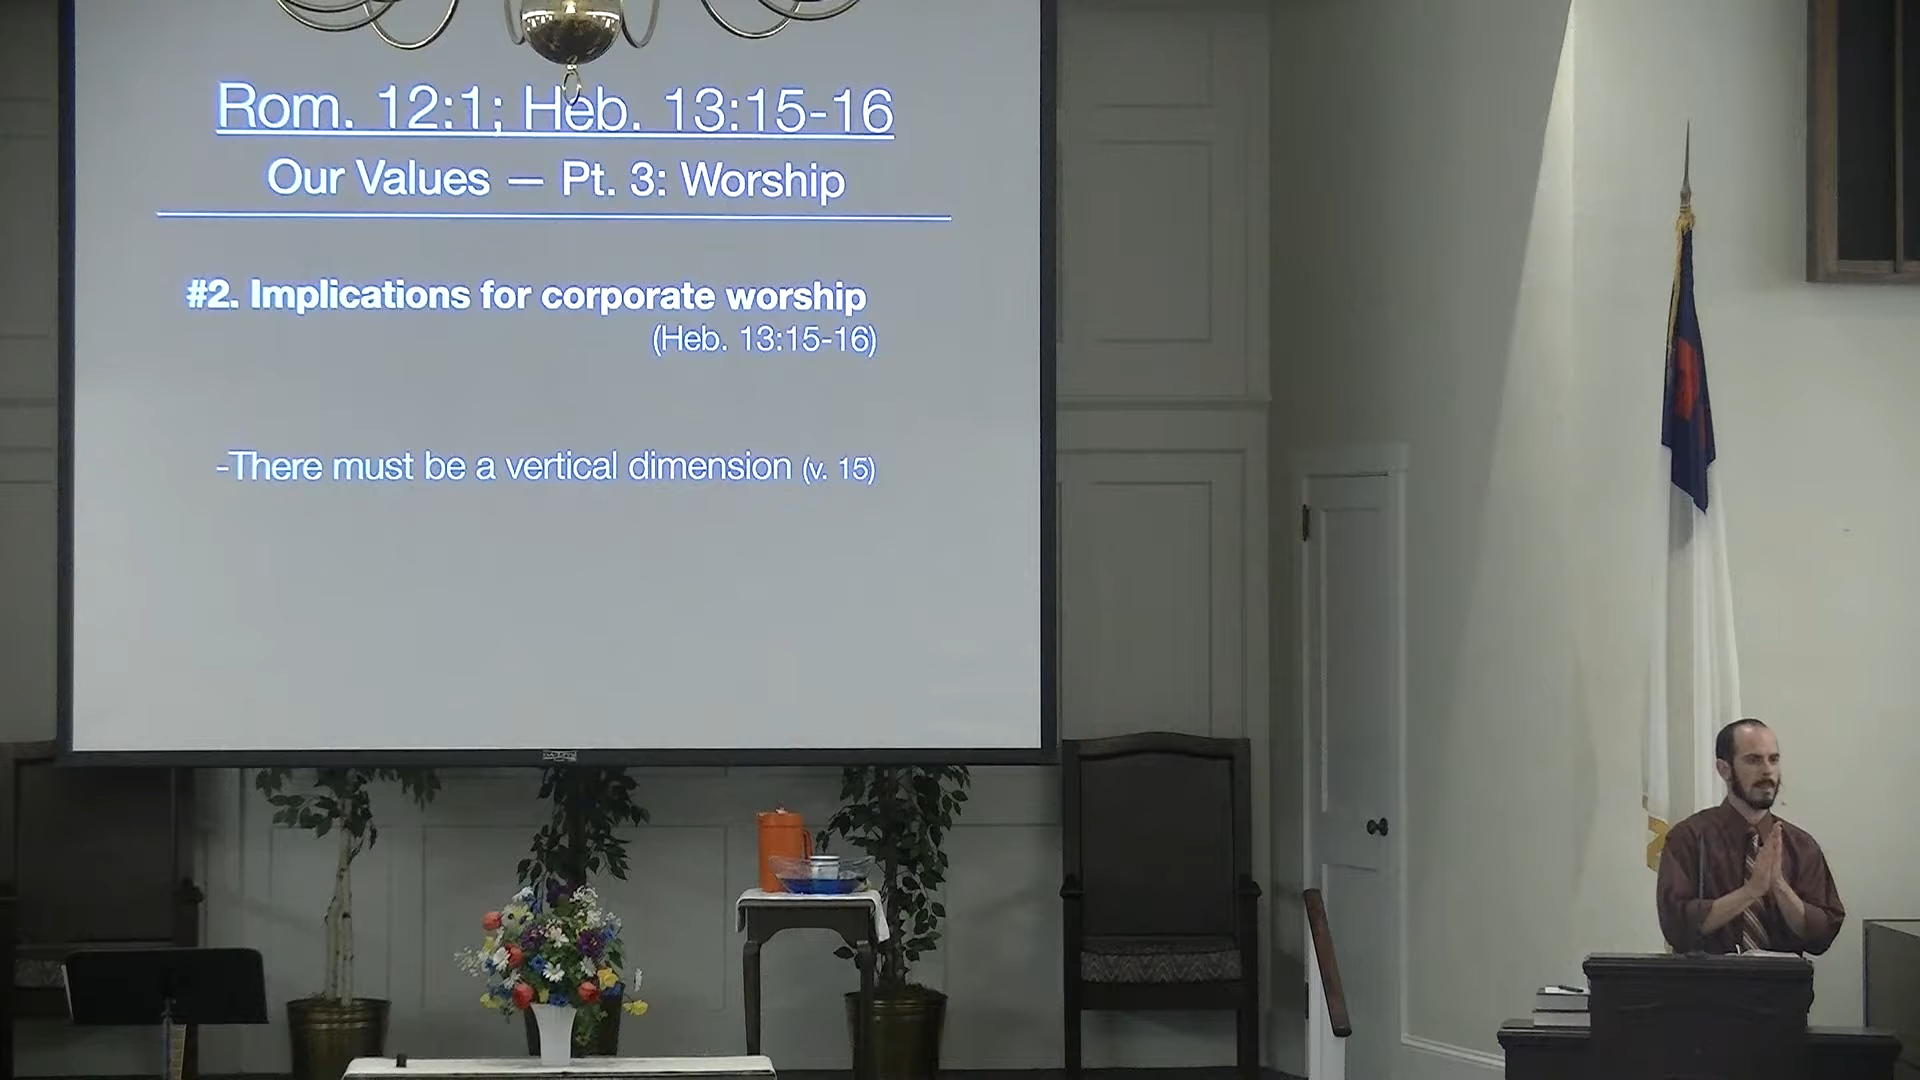 Rom. 12:1; Heb. 13:15-16
Our Values — Pt. 3: Worship
#2. Implications for corporate worship
(Heb. 13:15-16)
-There must be a vertical dimension (v. 15)